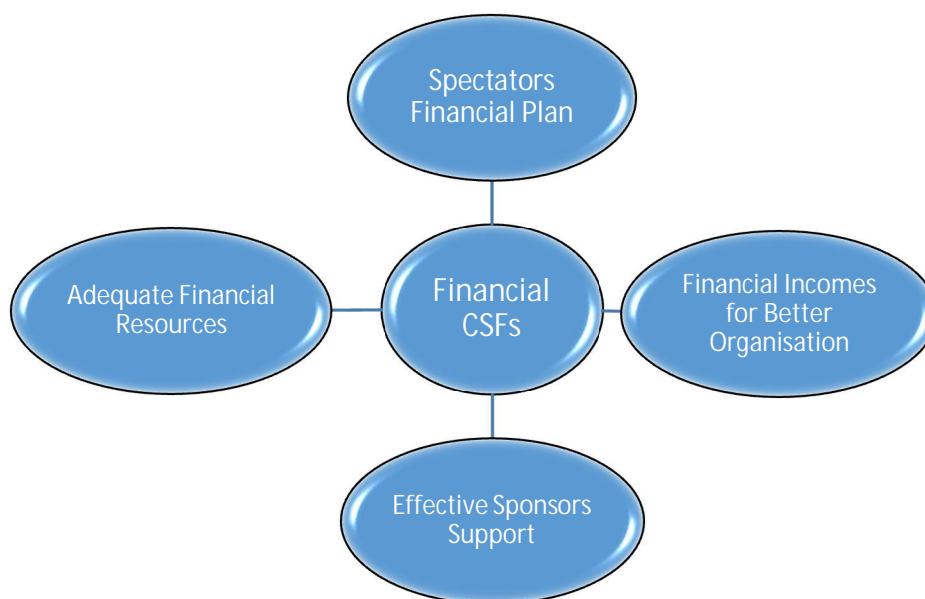 Spectators
Financial Plan
Adequate Financial
Resources
Financial
CSFs
Financial Incomes
for Better
Organisation
Effective Sponsors
Support